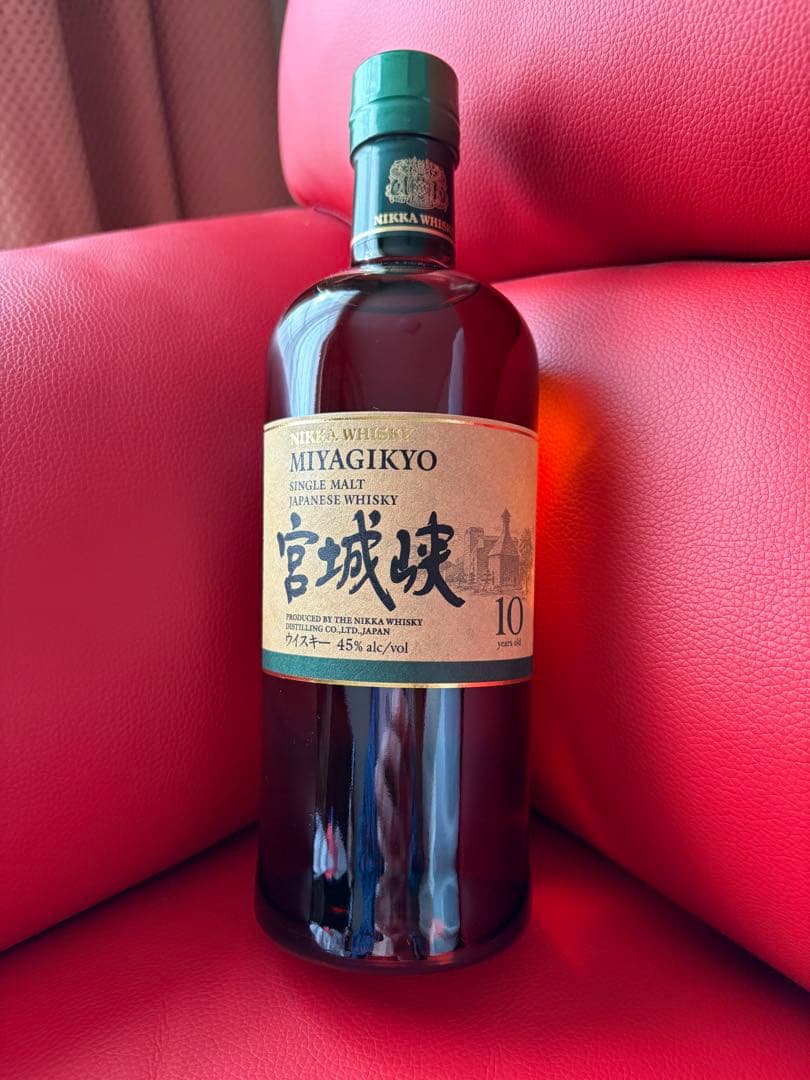 NIKKA WHISKY
NIKKA WHISKY
MIYAGIKYO
SINGLE MALT
JAPANESE WHISKY
宮城峡
10
years old
PRODUCED BY THE NIKKA WHISKY
DISTILLING CO.,LTD.,JAPAN
ウイスキー 45% alc/vol